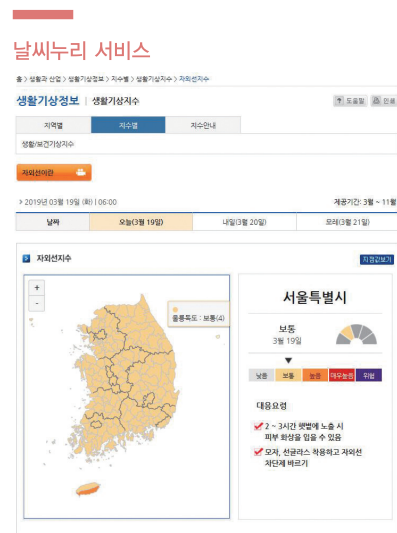 날씨누리 서비스
홈 > 생활과 산업 > 생활기상정보 > 지수별 > 생활기상지수 > 자외선지수
생활기상정보 | 생활기상지수
? 도움말 인쇄
지역별 지수별 지수안내
생활/보건기상지수
자외선이란
> 2019년 03월 19일 (화) | 06:00 제공기간: 3월 ~ 11월
날짜 오늘(3월 19일) 내일(3월 20일) 모레(3월 21일)
자외선지수 지점값보기
+
-
울릉독도 : 보통(4)
서울특별시
보통
3월 19일
낮음 보통 높음 매우높음 위험
대응요령
2 ~ 3시간 햇볕에 노출 시
피부 화상을 입을 수 있음
모자, 선글라스 착용하고 자외선
차단제 바르기